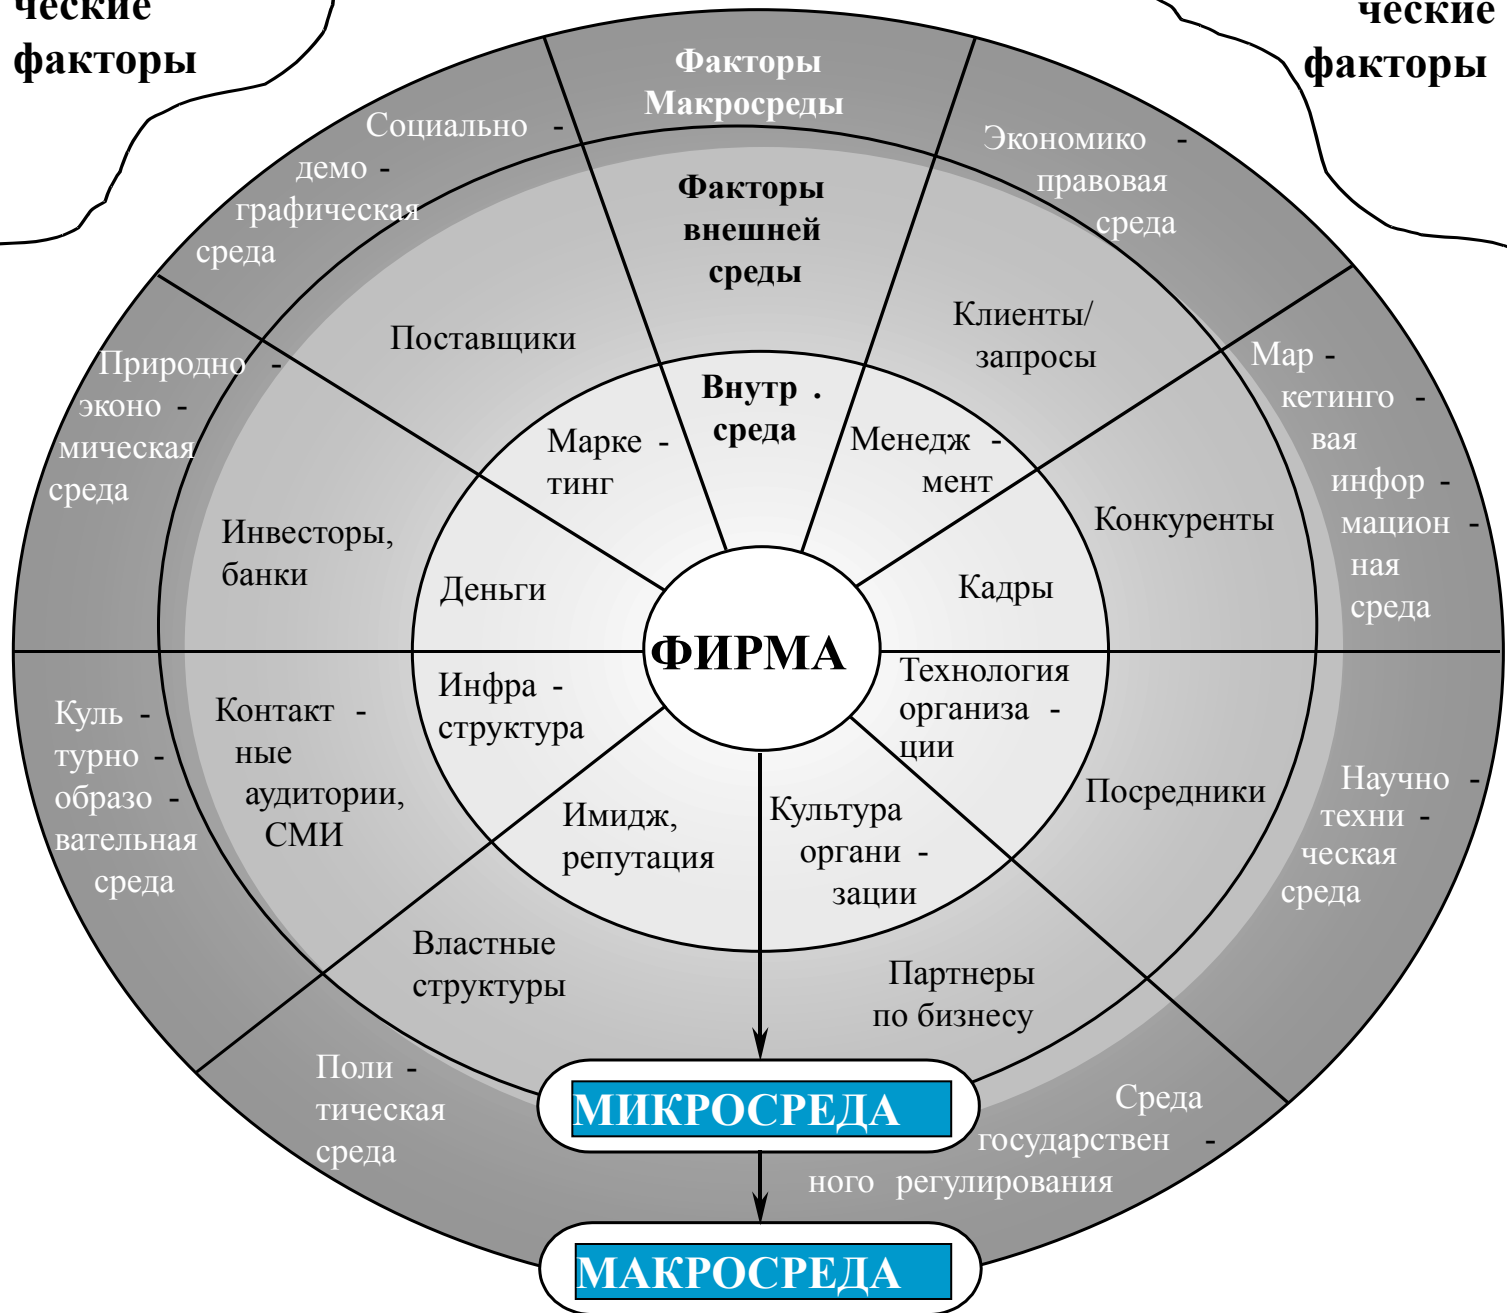 ческие
факторы
ческие
факторы
Факторы
Макросреды
Социально -
демо -
графическая
среда
Экономико -
правовая
среда
Факторы
внешней
среды
Поставщики
Клиенты/
запросы
Природно -
эконо -
мическая
среда
Мар -
кетинго -
вая
инфор -
мацион -
ная
среда
Внутр .
среда
Марке -
тинг
Менедж -
мент
Инвесторы,
банки
Конкуренты
Деньги
Кадры
ФИРМА
Инфра -
структура
Технология
организа -
ции
Куль -
турно -
образо -
вательная
среда
Контакт -
ные
аудитории,
СМИ
Посредники
Научно -
техни -
ческая
среда
Имидж,
репутация
Культура
органи -
зации
Властные
структуры
Партнеры
по бизнесу
Поли -
тическая
среда
МИКРОСРЕДА
Среда
государствен -
ного регулирования
МАКРОСРЕДА